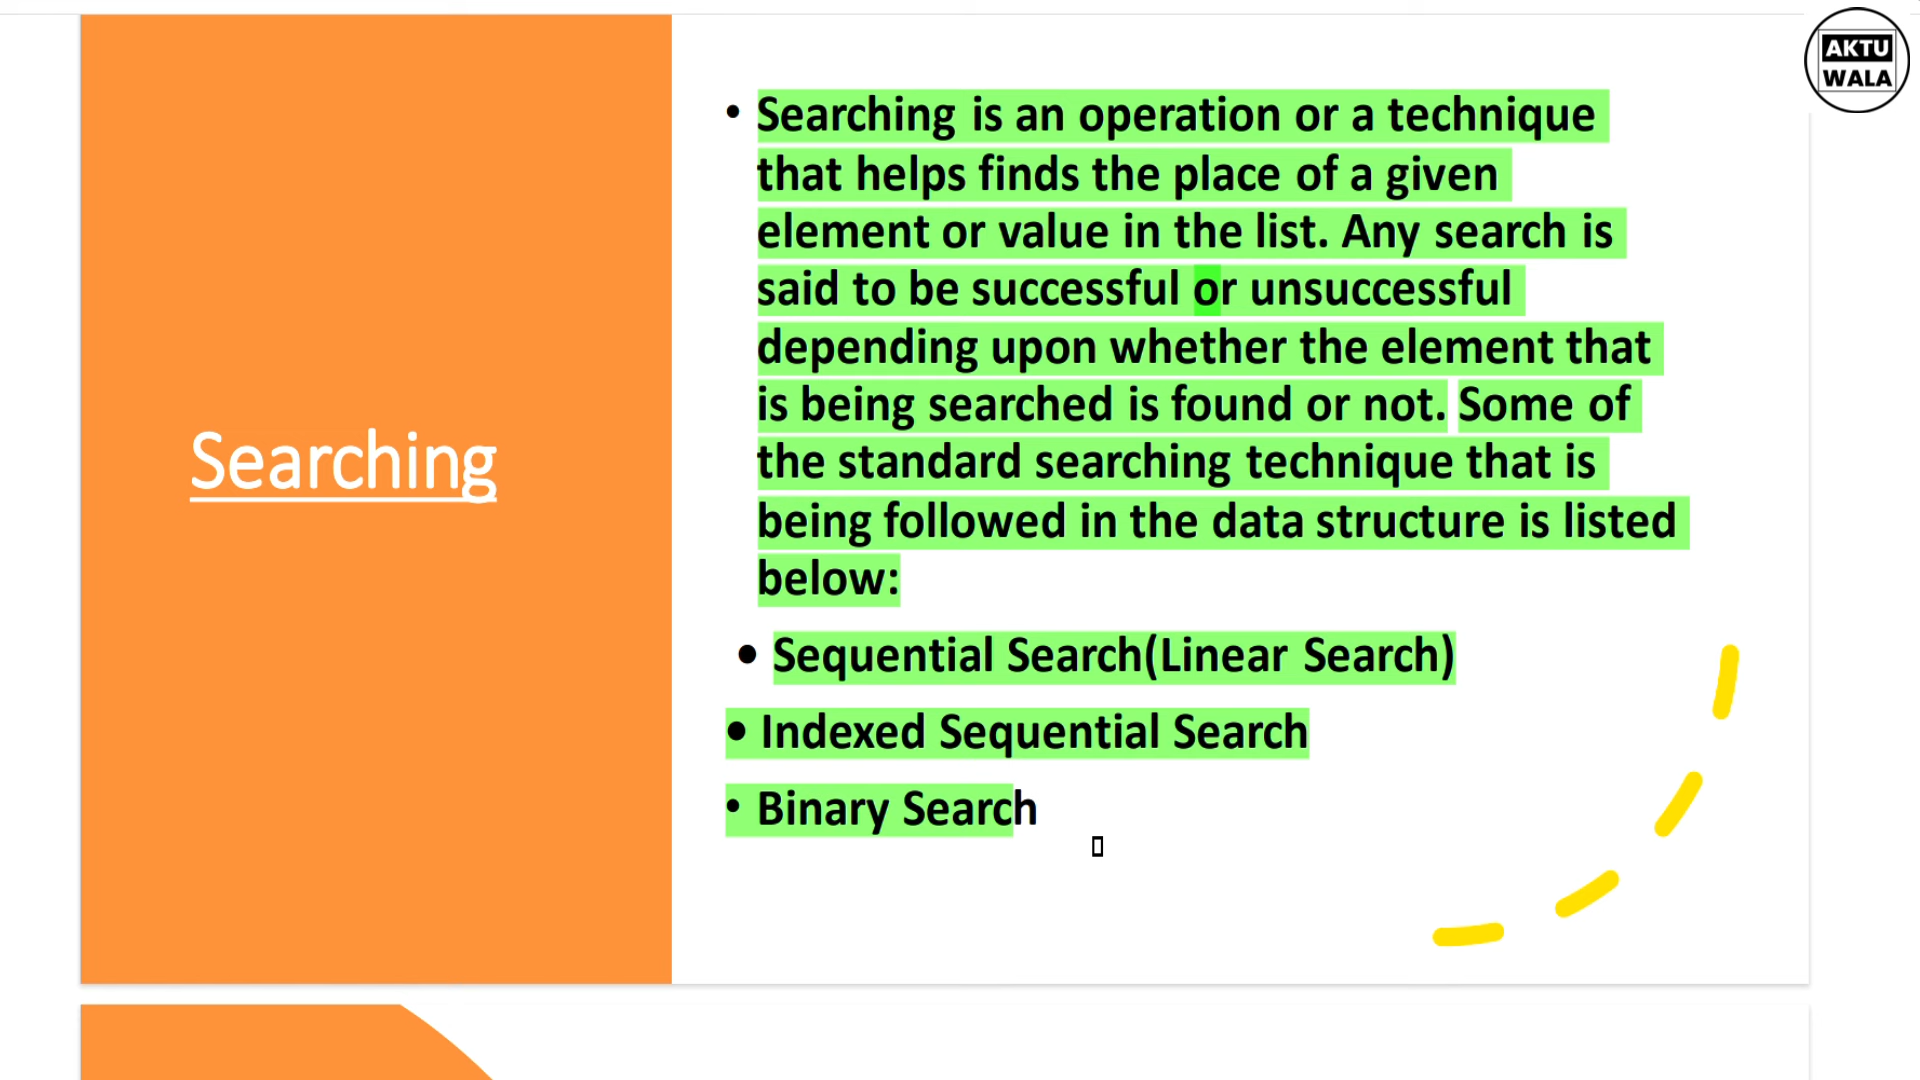 AKTU
WALA
• Searching is an operation or a technique
that helps finds the place of a given
element or value in the list. Any search is
said to be successful or unsuccessful
depending upon whether the element that
is being searched is found or not. Some of
the standard searching technique that is
being followed in the data structure is listed
below:
Searching
• Sequential Search(Linear Search)
• Indexed Sequential Search
• Binary Search